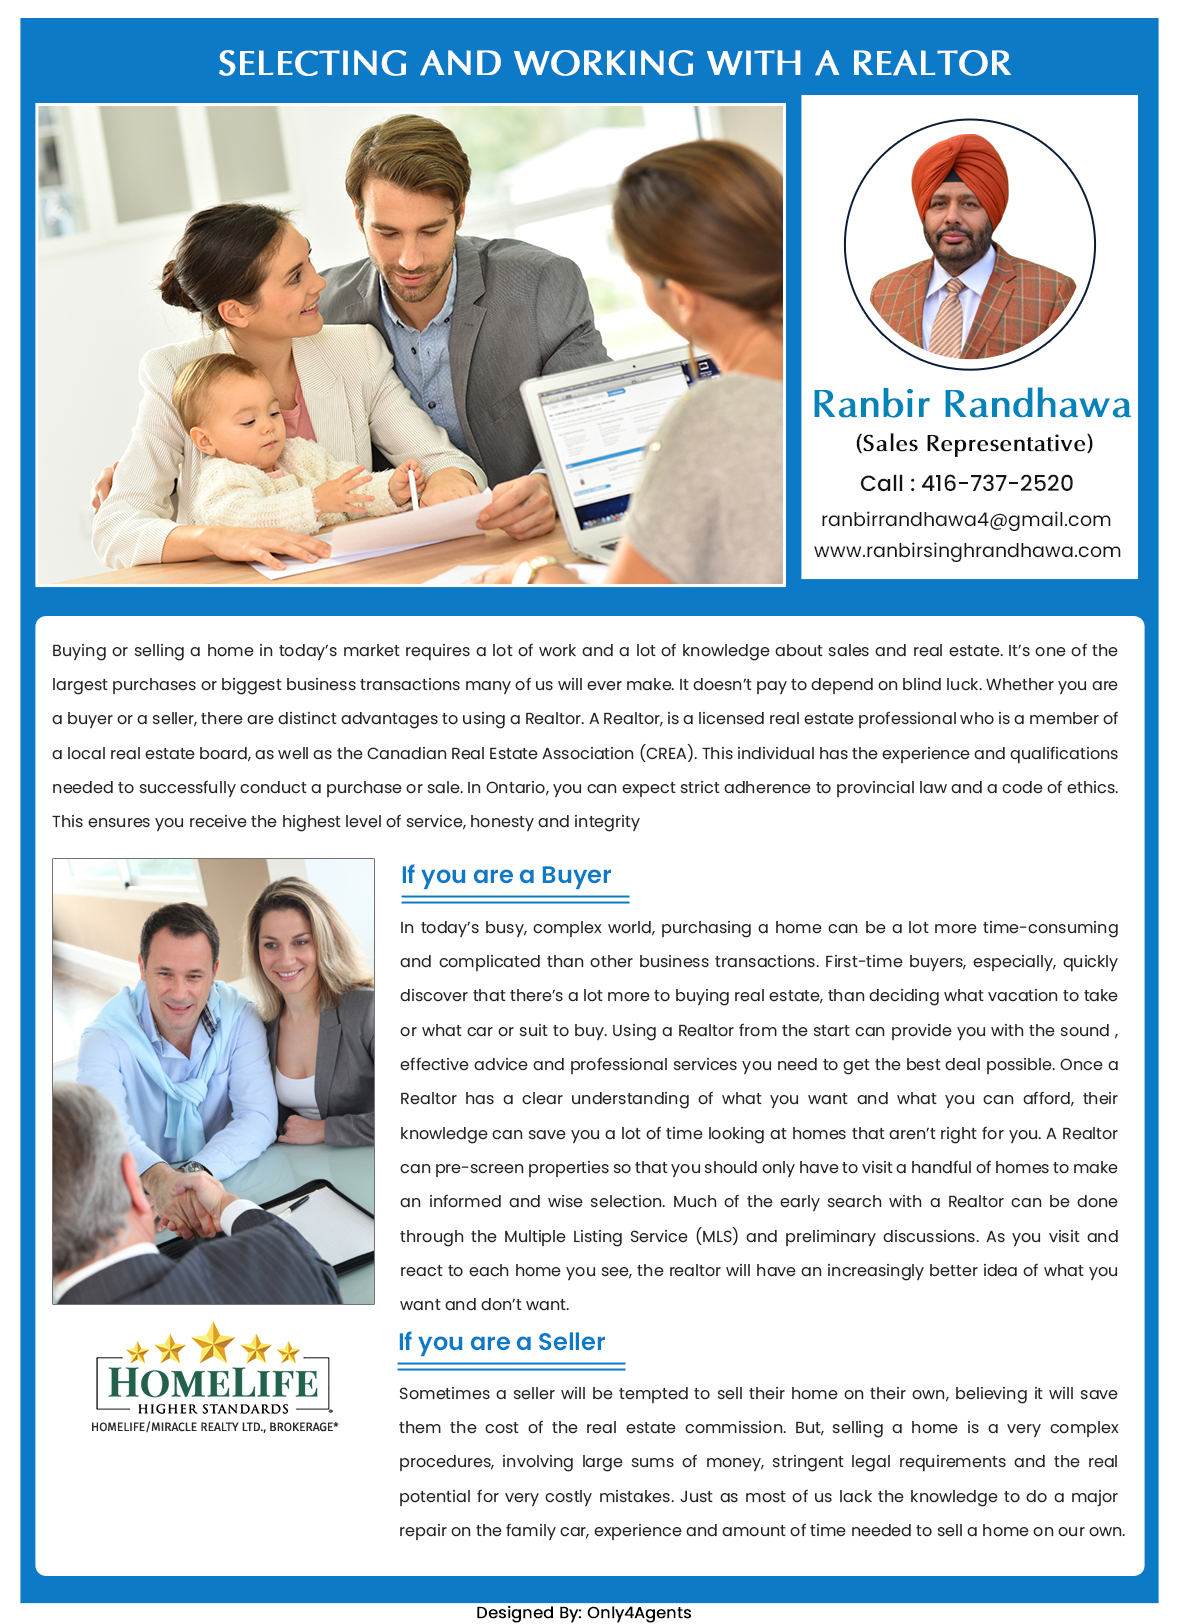 SELECTING AND WORKING WITH A REALTOR
Ranbir Randhawa
(Sales Representative)
Call : 416-737-2520
ranbirrandhawa4@gmail.com
www.ranbirsinghrandhawa.com
Buying or selling a home in today’s market requires a lot of work and a lot of knowledge about sales and real estate. It’s one of the
largest purchases or biggest business transactions many of us will ever make. It doesn’t pay to depend on blind luck. Whether you are
a buyer or a seller, there are distinct advantages to using a Realtor. A Realtor, is a licensed real estate professional who is a member of
a local real estate board, as well as the Canadian Real Estate Association (CREA). This individual has the experience and qualifications
needed to successfully conduct a purchase or sale. In Ontario, you can expect strict adherence to provincial law and a code of ethics.
This ensures you receive the highest level of service, honesty and integrity
If you are a Buyer
In today’s busy, complex world, purchasing a home can be a lot more time-consuming
and complicated than other business transactions. First-time buyers, especially, quickly
discover that there’s a lot more to buying real estate, than deciding what vacation to take
or what car or suit to buy. Using a Realtor from the start can provide you with the sound ,
effective advice and professional services you need to get the best deal possible. Once a
Realtor has a clear understanding of what you want and what you can afford, their
knowledge can save you a lot of time looking at homes that aren’t right for you. A Realtor
can pre-screen properties so that you should only have to visit a handful of homes to make
an informed and wise selection. Much of the early search with a Realtor can be done
through the Multiple Listing Service (MLS) and preliminary discussions. As you visit and
react to each home you see, the realtor will have an increasingly better idea of what you
want and don’t want.
If you are a Seller
Sometimes a seller will be tempted to sell their home on their own, believing it will save
them the cost of the real estate commission. But, selling a home is a very complex
procedures, involving large sums of money, stringent legal requirements and the real
potential for very costly mistakes. Just as most of us lack the knowledge to do a major
repair on the family car, experience and amount of time needed to sell a home on our own.
HOMELIFE
HIGHER STANDARDS
HOMELIFE/MIRACLE REALTY LTD., BROKERAGE*
Designed By: Only4Agents